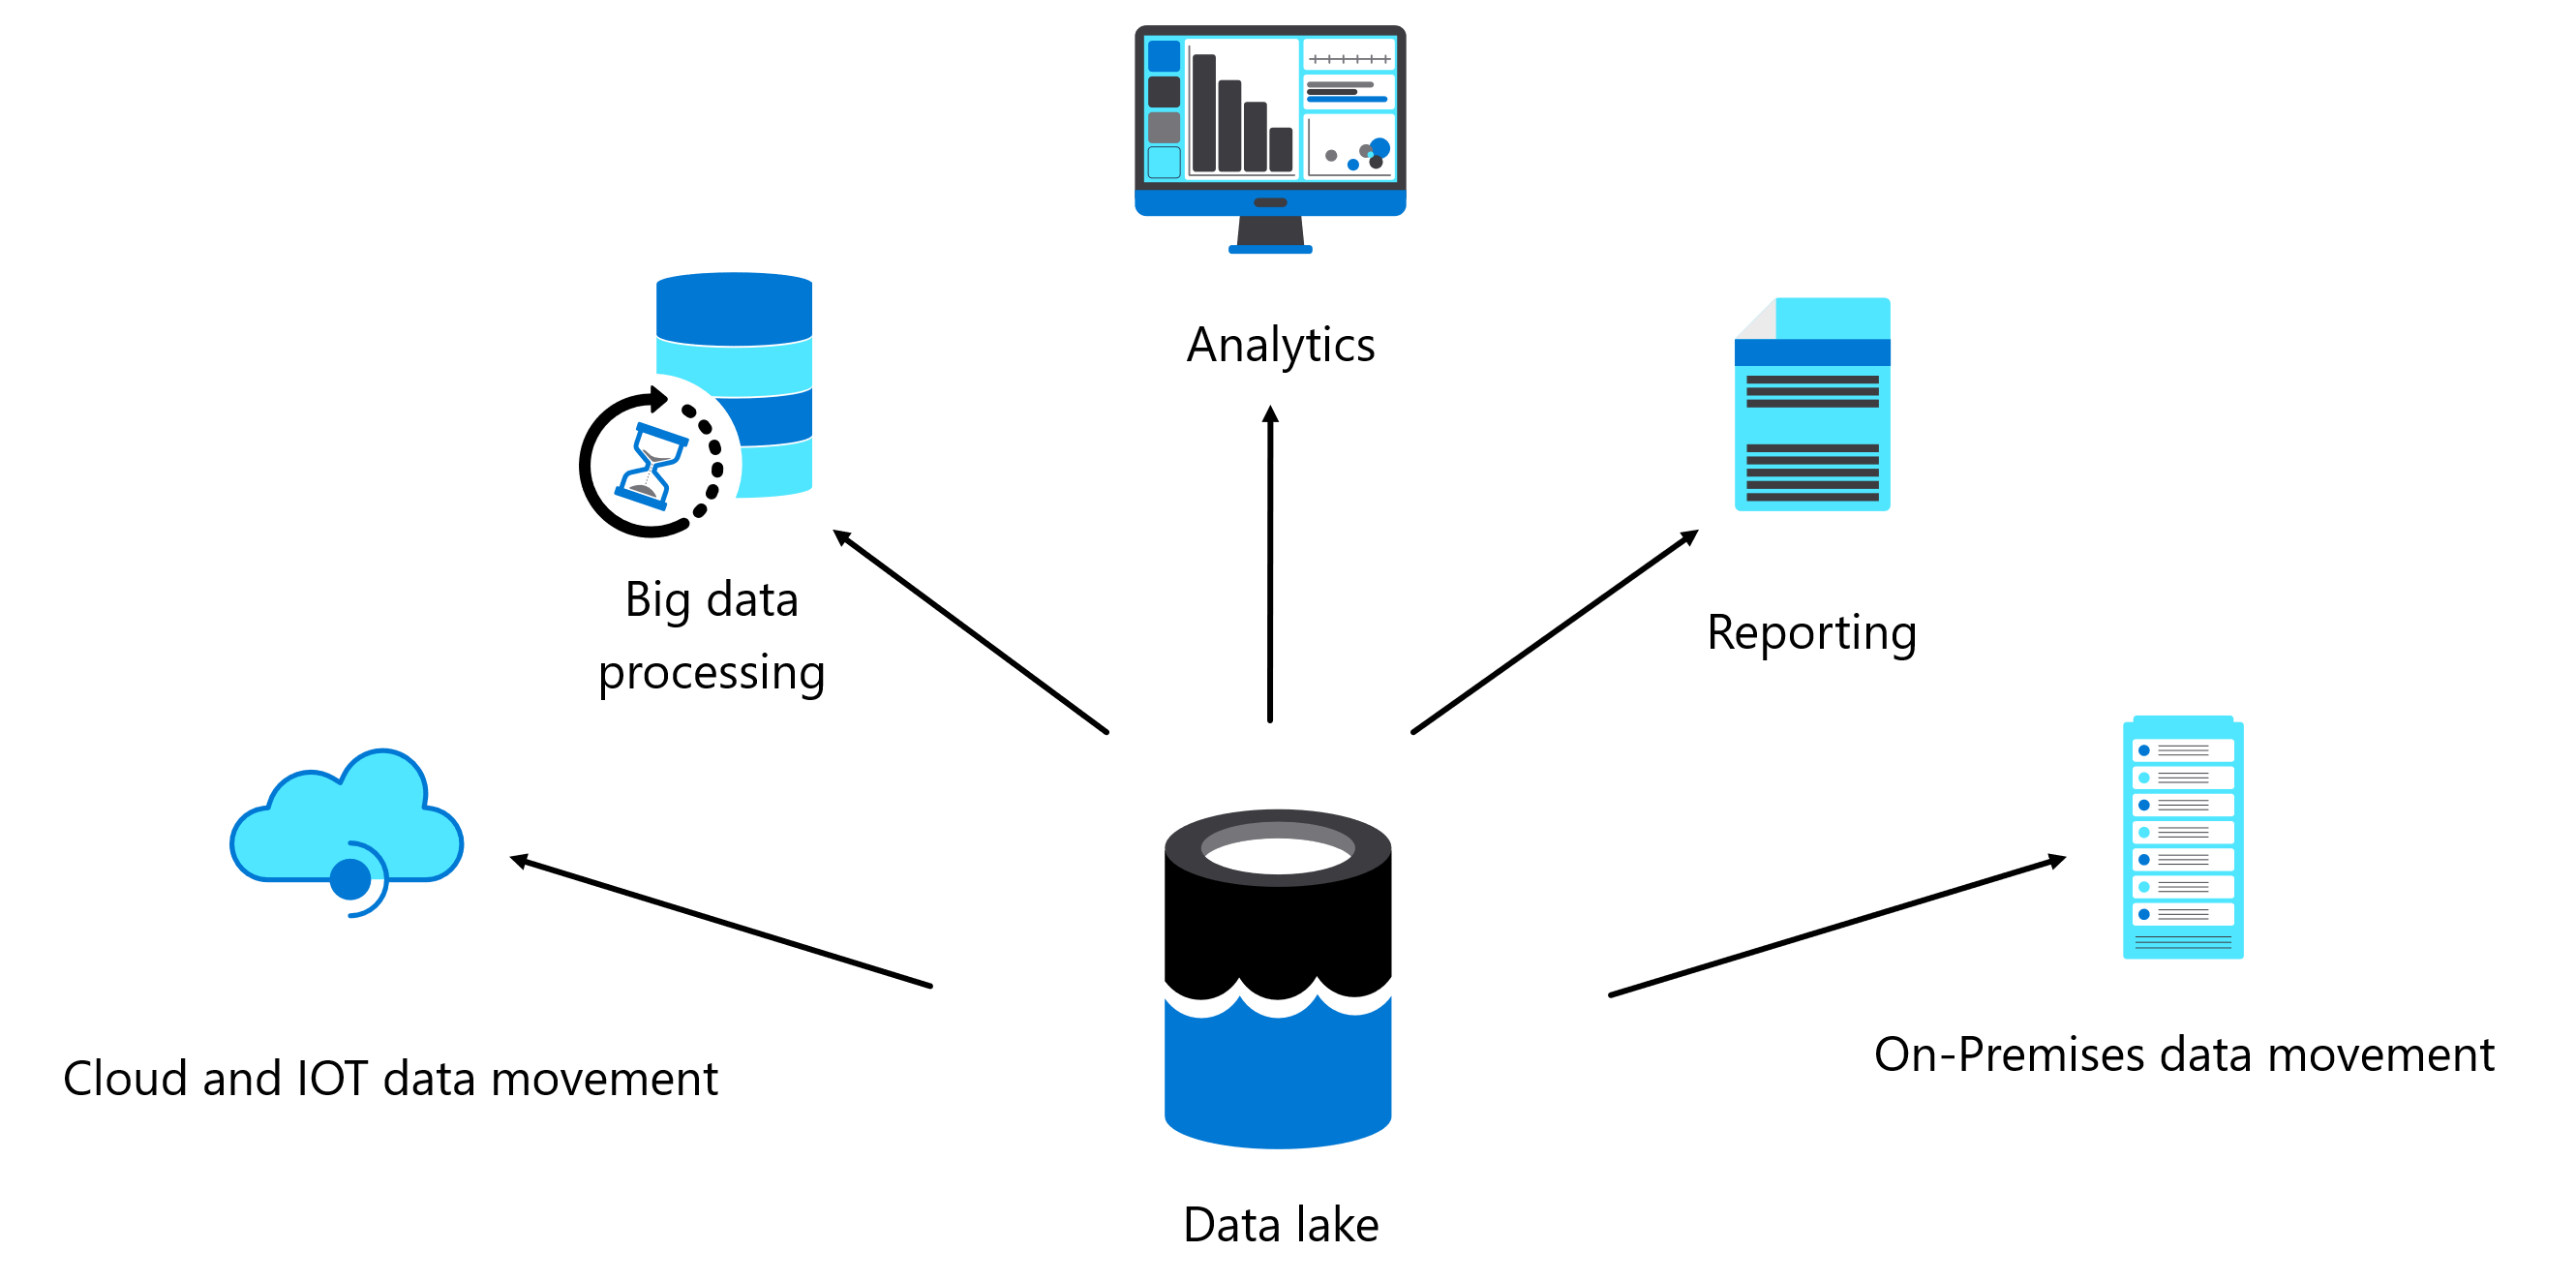 Analytics
Big data
processing
Reporting
Cloud and IOT data movement
On-Premises data movement
Data lake